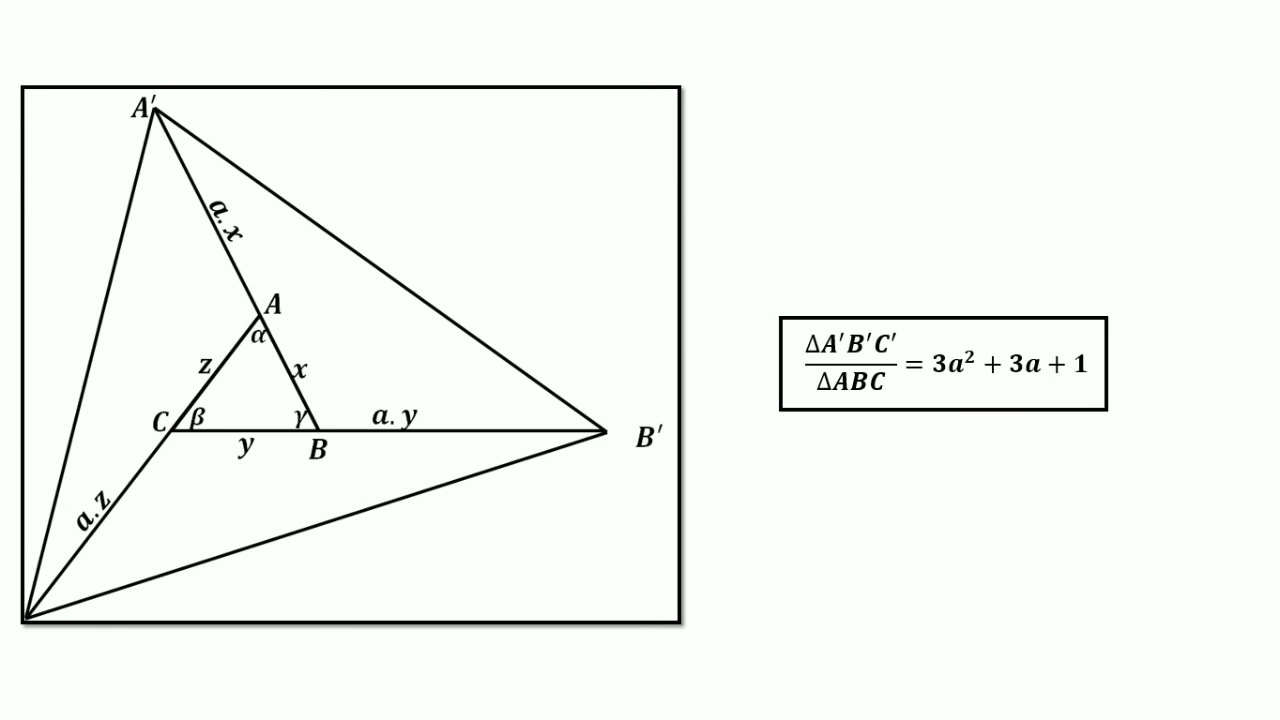 A′
a.x
A
α
z
x
C
β
γ
a.y
y
B
B′
a.z
ΔA′B′C′
ΔABC
= 3a² + 3a + 1